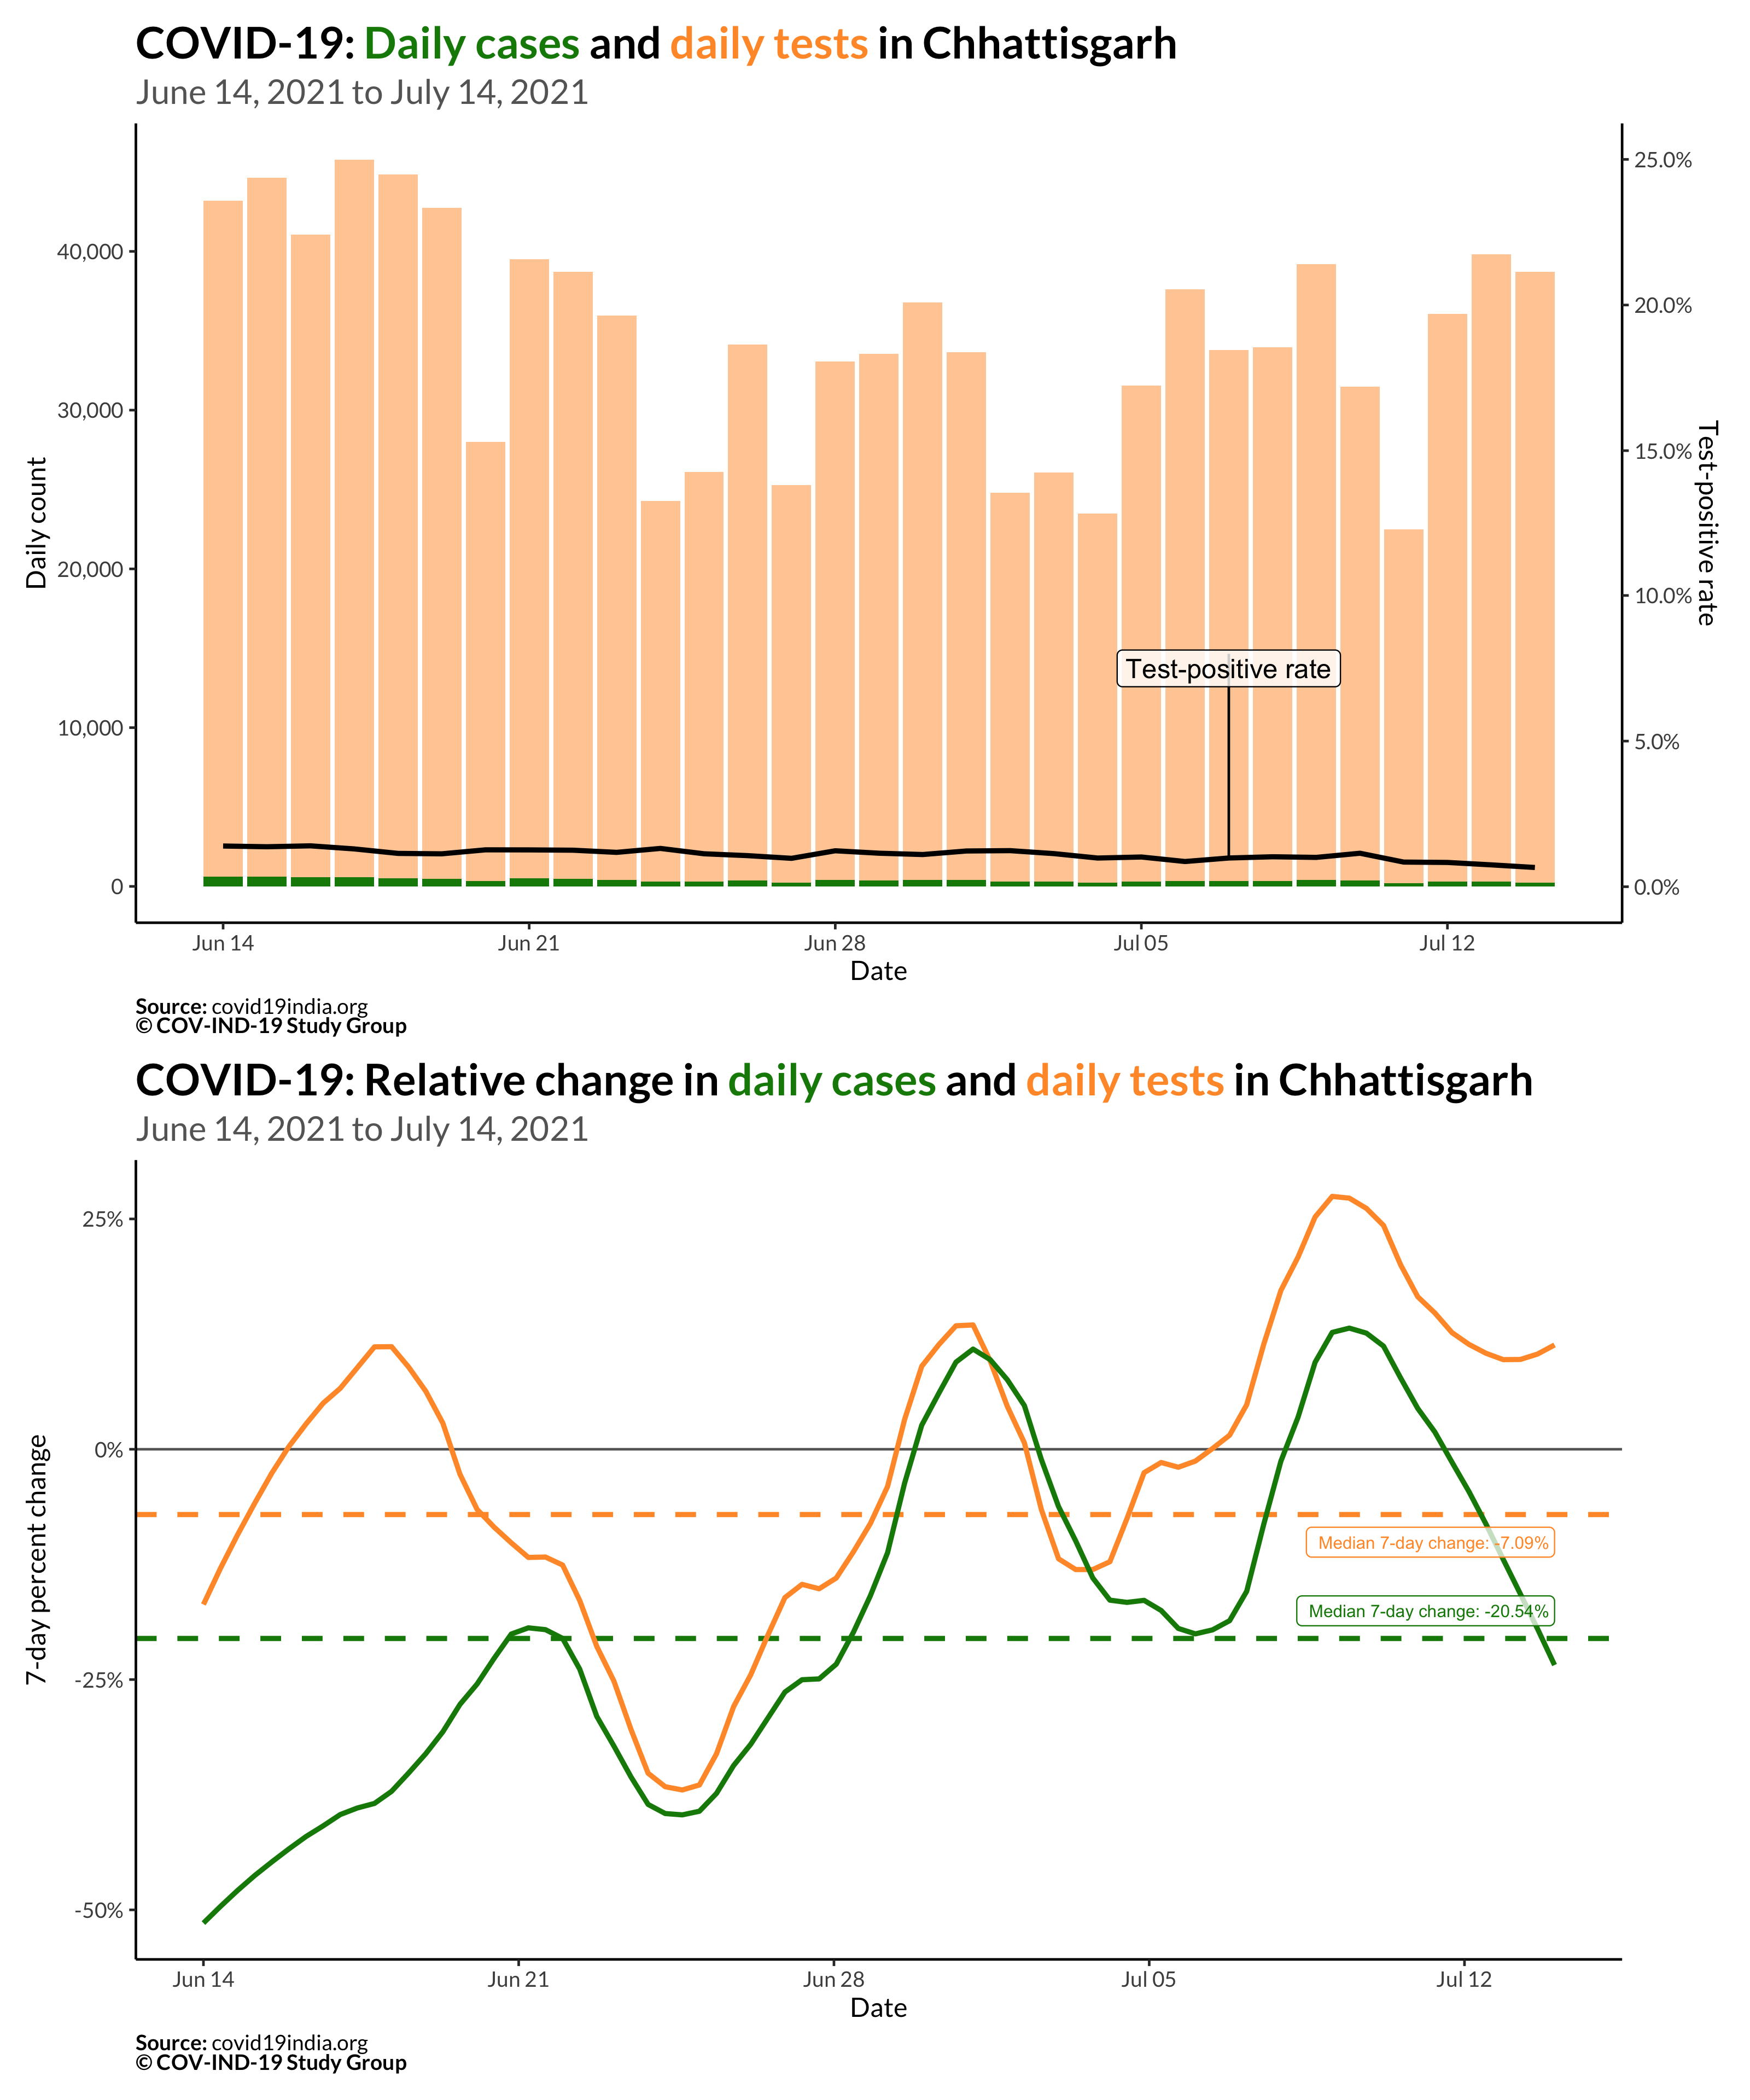 COVID-19: Daily cases and daily tests in Chhattisgarh
June 14, 2021 to July 14, 2021
Daily count
40,000
30,000
20,000
10,000
0
25.0%
20.0%
15.0%
10.0%
5.0%
0.0%
Test-positive rate
Test-positive rate
Jun 14
Jun 21
Jun 28
Jul 05
Jul 12
Date
Source: covid19india.org
© COV-IND-19 Study Group
COVID-19: Relative change in daily cases and daily tests in Chhattisgarh
June 14, 2021 to July 14, 2021
7-day percent change
25%
0%
-25%
-50%
Median 7-day change: -7.09%
Median 7-day change: -20.54%
Jun 14
Jun 21
Jun 28
Jul 05
Jul 12
Date
Source: covid19india.org
© COV-IND-19 Study Group